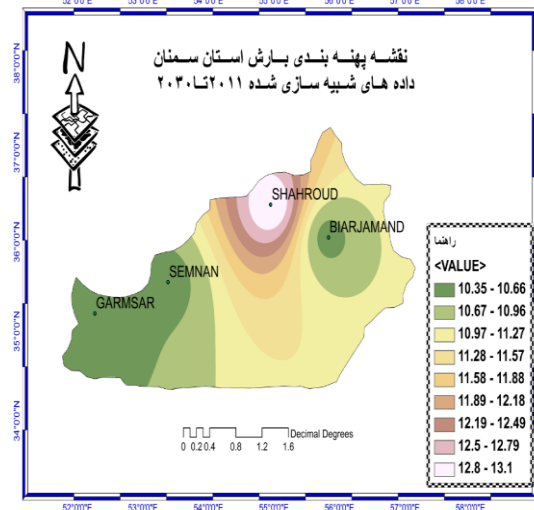 52°0'0"E 53°0'0"E 54°0'0"E 55°0'0"E 56°0'0"E 57°0'0"E
نقشه پهنه بندی بارش استان سمنان
داده های شبیه سازی شده ۲۰۱۱ تا ۲۰۳۰
N
38°0'0"N
37°0'0"N
36°0'0"N
35°0'0"N
34°0'0"N
SHAHROUD
BIARJAMAND
SEMNAN
GARMSAR
راهنما
<VALUE>
10.35 - 10.66
10.67 - 10.96
10.97 - 11.27
11.28 - 11.57
11.58 - 11.88
11.89 - 12.18
12.19 - 12.49
12.5 - 12.79
12.8 - 13.1
Decimal Degrees
0 0.2 0.4 0.8 1.2 1.6
52°0'0"E 53°0'0"E 54°0'0"E 55°0'0"E 56°0'0"E 57°0'0"E